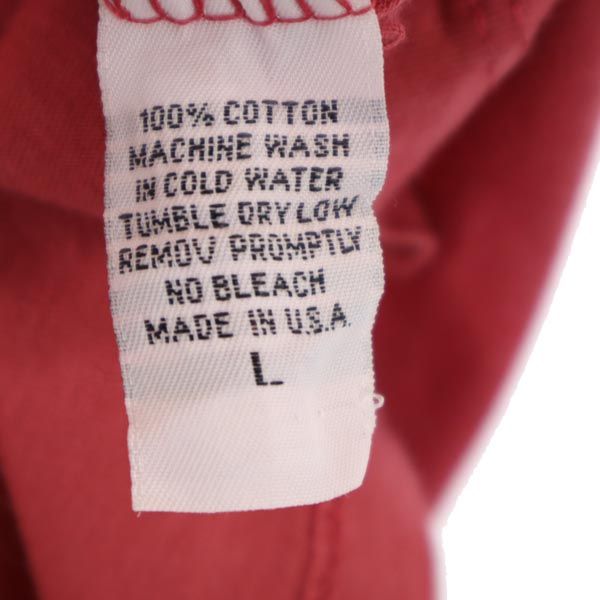 100% COTTON
MACHINE WASH
IN COLD WATER
TUMBLE DRY LOW
REMOV PROMPTLY
NO BLEACH
MADE IN U.S.A.
L